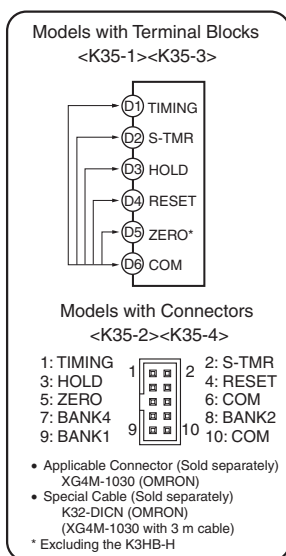 Models with Terminal Blocks
<K35-1><K35-3>
D1 TIMING
D2 S-TMR
D3 HOLD
D4 RESET
D5 ZERO*
D6 COM
Models with Connectors
<K35-2><K35-4>
1: TIMING
3: HOLD
5: ZERO
7: BANK4
9: BANK1
1 2
9 10
2: S-TMR
4: RESET
6: COM
8: BANK2
10: COM
• Applicable Connector (Sold separately)
XG4M-1030 (OMRON)
• Special Cable (Sold separately)
K32-DICN (OMRON)
(XG4M-1030 with 3 m cable)
* Excluding the K3HB-H